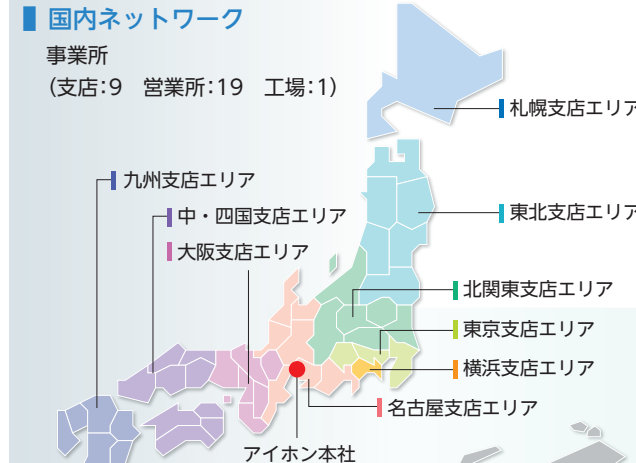 国内ネットワーク
事業所
（支店：9　営業所：19　工場：1）
札幌支店エリア
九州支店エリア
中・四国支店エリア
東北支店エリア
大阪支店エリア
北関東支店エリア
東京支店エリア
横浜支店エリア
名古屋支店エリア
アイホン本社